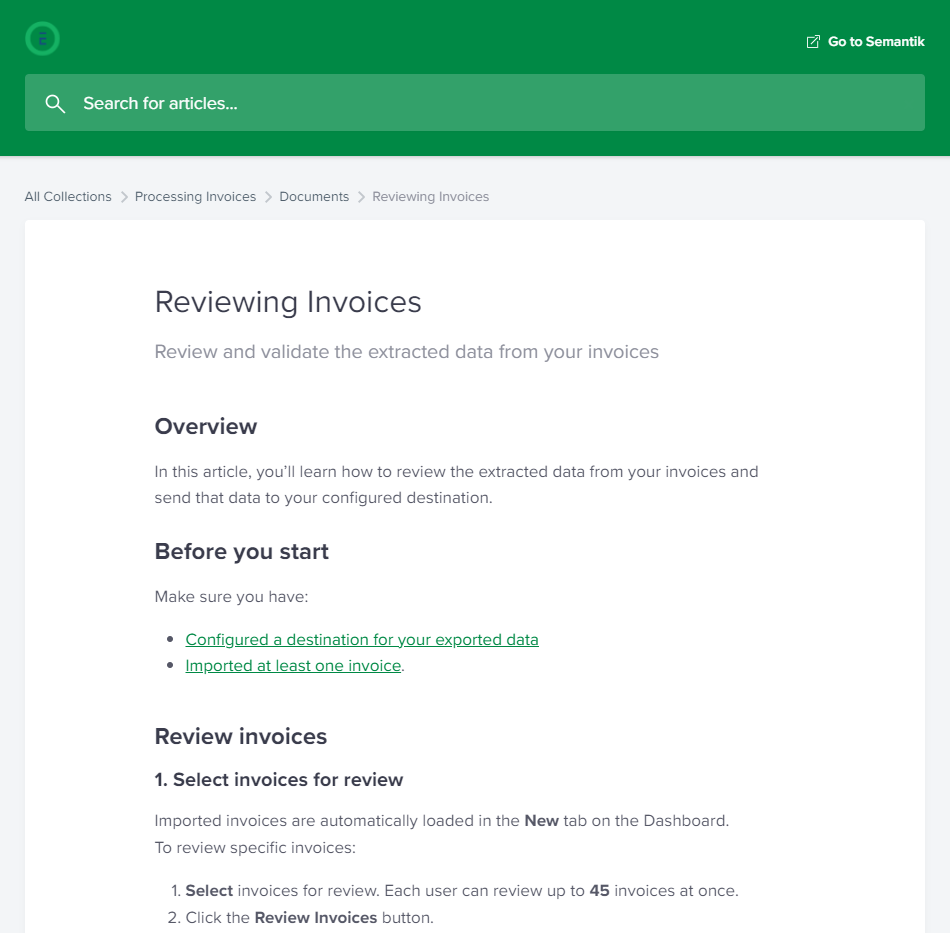 Go to Semantik
Search for articles...
All Collections > Processing Invoices > Documents > Reviewing Invoices
Reviewing Invoices
Review and validate the extracted data from your invoices
Overview
In this article, you’ll learn how to review the extracted data from your invoices and
send that data to your configured destination.
Before you start
Make sure you have:
• Configured a destination for your exported data
• Imported at least one invoice.
Review invoices
1. Select invoices for review
Imported invoices are automatically loaded in the New tab on the Dashboard.
To review specific invoices:
1. Select invoices for review. Each user can review up to 45 invoices at once.
2. Click the Review Invoices button.